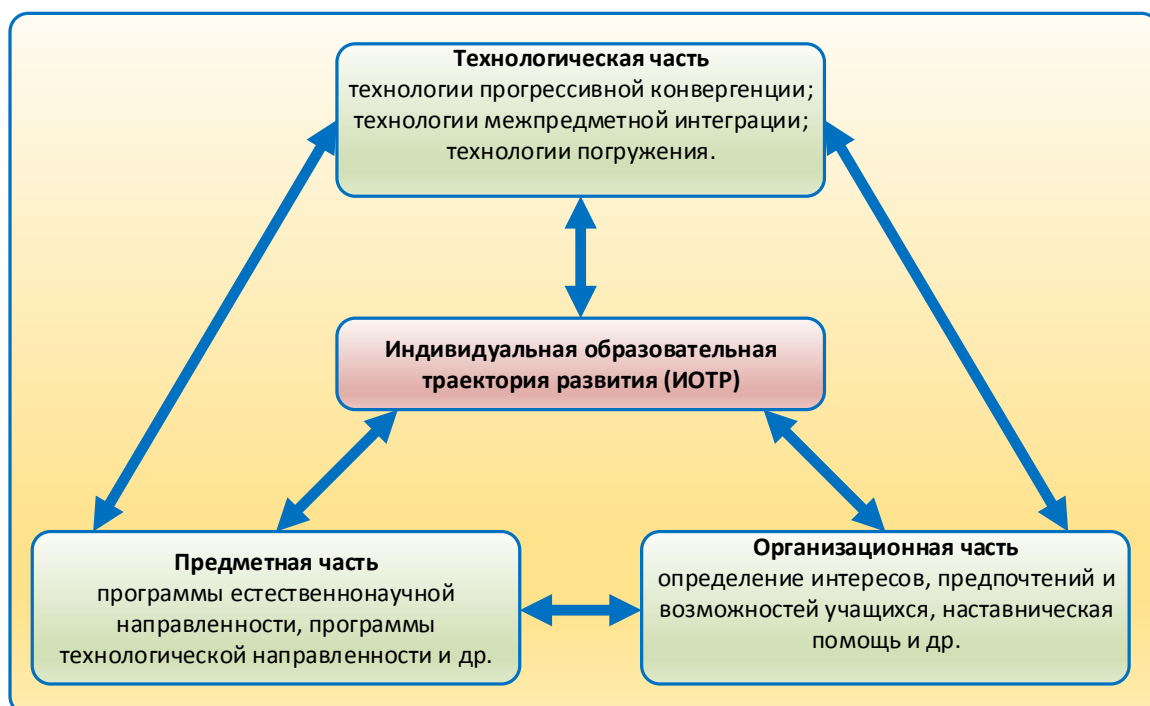 Технологическая часть
технологии прогрессивной конвергенции;
технологии межпредметной интеграции;
технологии погружения.
Индивидуальная образовательная
траектория развития (ИОТР)
Предметная часть
программы естественнонаучной
направленности, программы
технологической направленности и др.
Организационная часть
определение интересов, предпочтений и
возможностей учащихся, наставническая
помощь и др.